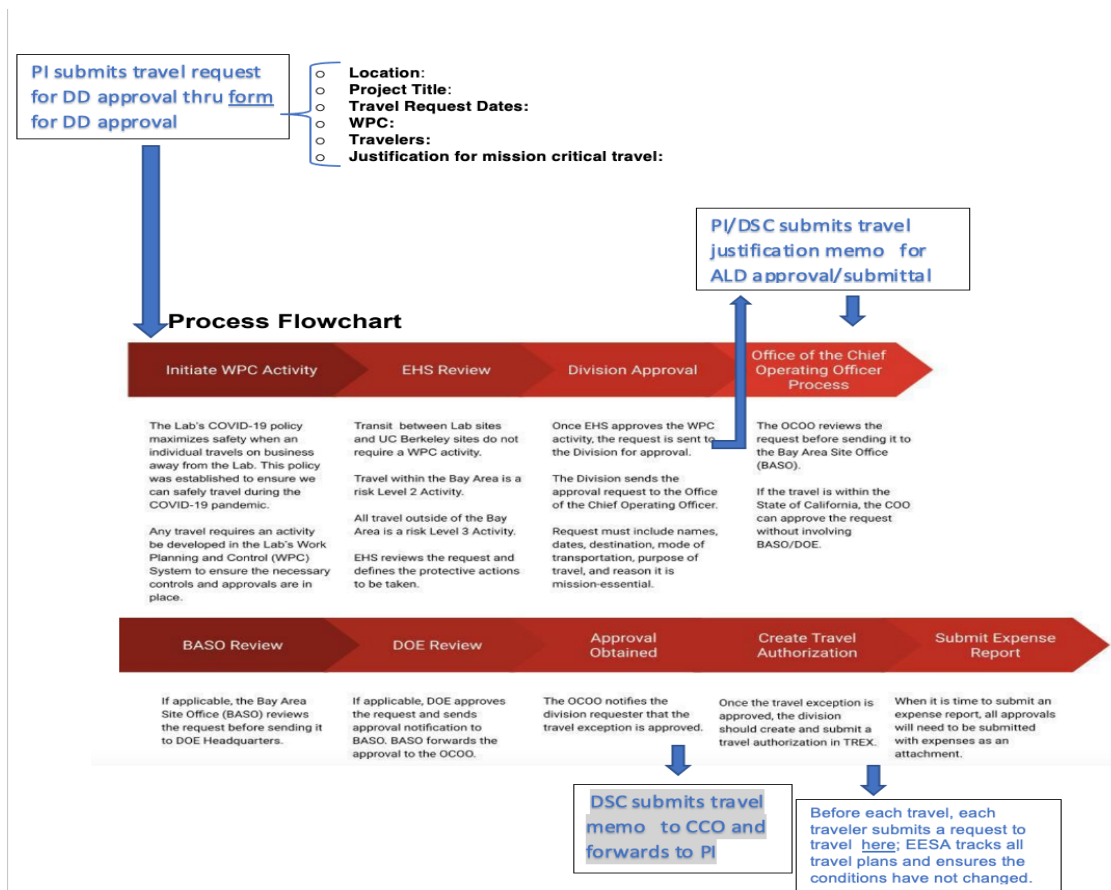 PI submits travel request
for DD approval thru form
for DD approval
o Location:
o Project Title:
o Travel Request Dates:
o WPC:
o Travelers:
o Justification for mission critical travel:
PI/DSC submits travel
justification memo for
ALD approval/submittal
Process Flowchart
Initiate WPC Activity
EHS Review
Division Approval
Office of the Chief
Operating Officer
Process
The Lab's COVID-19 policy
maximizes safety when an
individual travels on business
away from the Lab. This policy
was established to ensure we
can safely travel during the
COVID-19 pandemic.
Any travel requires an activity
be developed in the Lab's Work
Planning and Control (WPC)
System to ensure the necessary
controls and approvals are in
place.
Transit between Lab sites
and UC Berkeley sites do not
require a WPC activity.
Travel within the Bay Area is a
risk Level 2 Activity.
All travel outside of the Bay
Area is a risk Level 3 Activity.
EHS reviews the request and
defines the protective actions
to be taken.
Once EHS approves the WPC
activity, the request is sent to
the Division for approval.
The Division sends the
approval request to the Office
of the Chief Operating Officer.
Request must include names,
dates, destination, mode of
transportation, purpose of
travel, and reason it is
mission-essential.
The OCOO reviews the
request before sending it to
the Bay Area Site Office
(BASO).
If the travel is within the
State of California, the COO
can approve the request
without involving
BASO/DOE.
BASO Review
DOE Review
Approval
Obtained
Create Travel
Authorization
Submit Expense
Report
If applicable, the Bay Area
Site Office (BASO) reviews
the request before sending it
to DOE Headquarters.
If applicable, DOE approves
the request and sends
approval notification to
BASO. BASO forwards the
approval to the OCOO.
The OCOO notifies the
division requester that the
travel exception is approved.
Once the travel exception is
approved, the division
should create and submit a
travel authorization in TREX.
When it is time to submit an
expense report, all approvals
will need to be submitted
with expenses as an
attachment.
DSC submits travel
memo to CCO and
forwards to PI
Before each travel, each
traveler submits a request to
travel here; EESA tracks all
travel plans and ensures the
conditions have not changed.